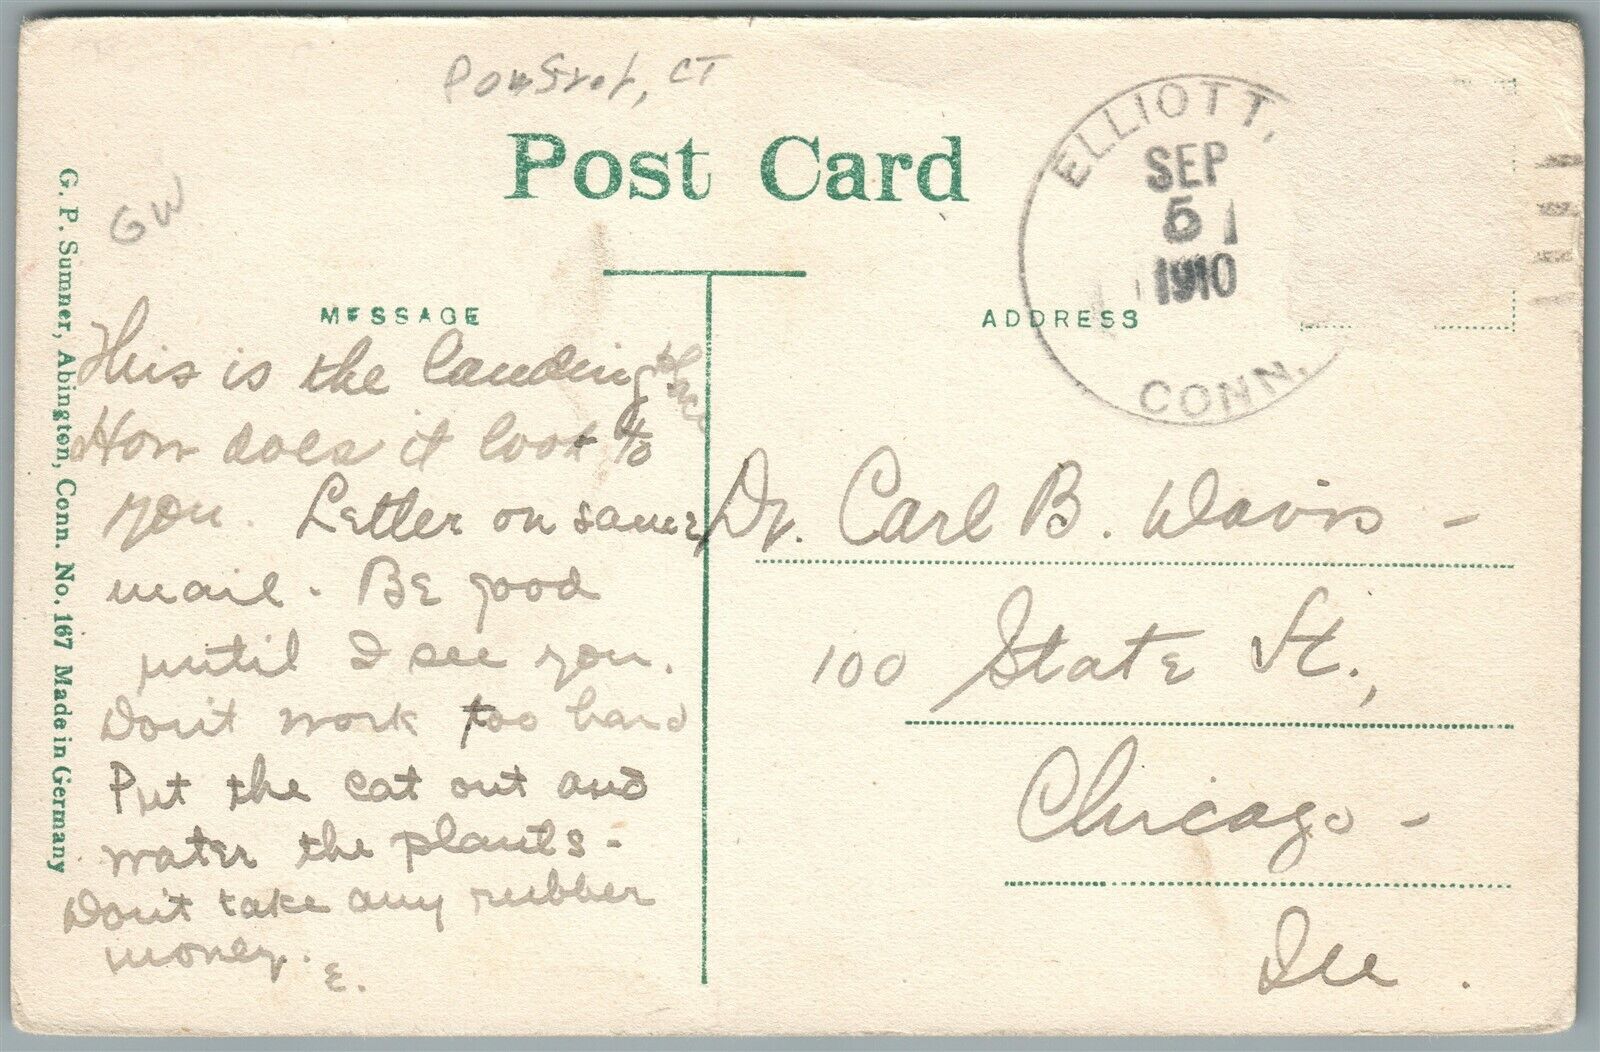 Pomfret, CT
Post Card
GW
G. P. Sumner, Abington, Conn. No. 167 Made in Germany
ELLIOTT,
SEP
5
1910
CONN.
MESSAGE
This is the landing place
How does it look to
you. Letter on same
mail. Be good
until I see you.
Don't work too hard
Put the cat out and
water the plants -
Don't take any rubber
money.
E.
ADDRESS
Dr. Carl B. Davis -
100 State St.,
Chicago -
Ill.